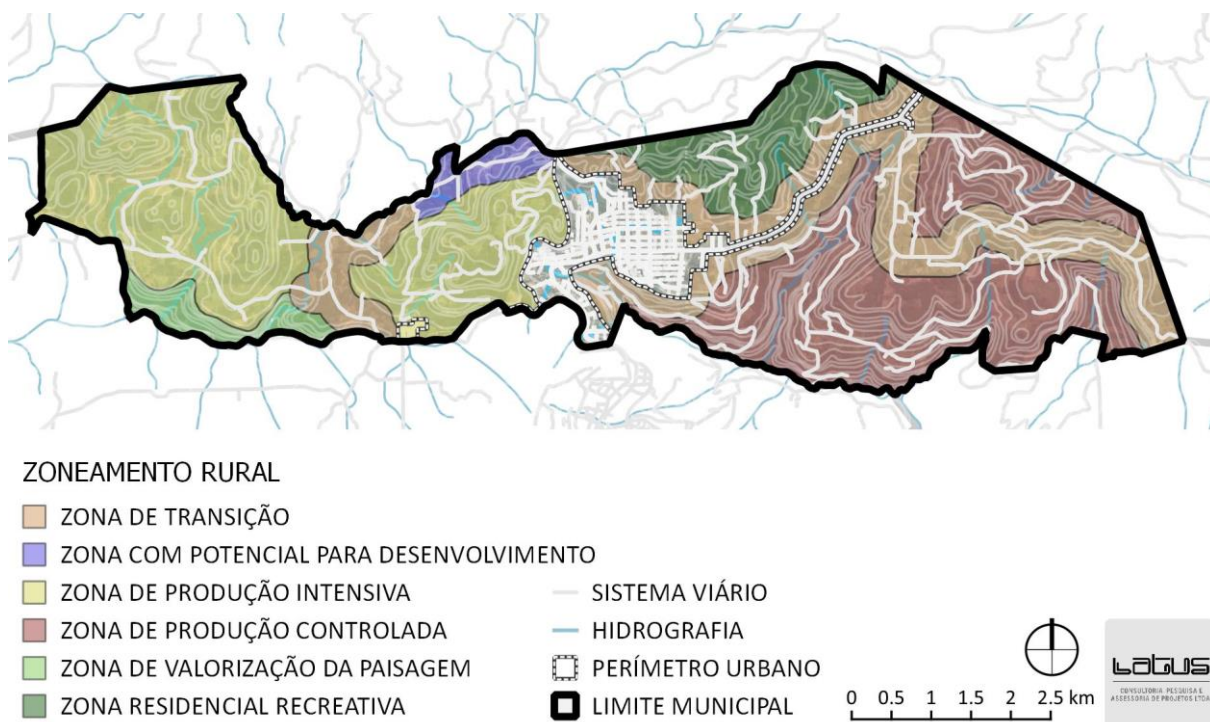 ZONEAMENTO RURAL
ZONA DE TRANSIÇÃO
ZONA COM POTENCIAL PARA DESENVOLVIMENTO
ZONA DE PRODUÇÃO INTENSIVA
ZONA DE PRODUÇÃO CONTROLADA
ZONA DE VALORIZAÇÃO DA PAISAGEM
ZONA RESIDENCIAL RECREATIVA
SISTEMA VIÁRIO
HIDROGRAFIA
PERÍMETRO URBANO
LIMITE MUNICIPAL
0 0.5 1 1.5 2 2.5 km
latus
CONSULTORIA PESQUISA E
ASSESSORIA DE PROJETOS LTDA